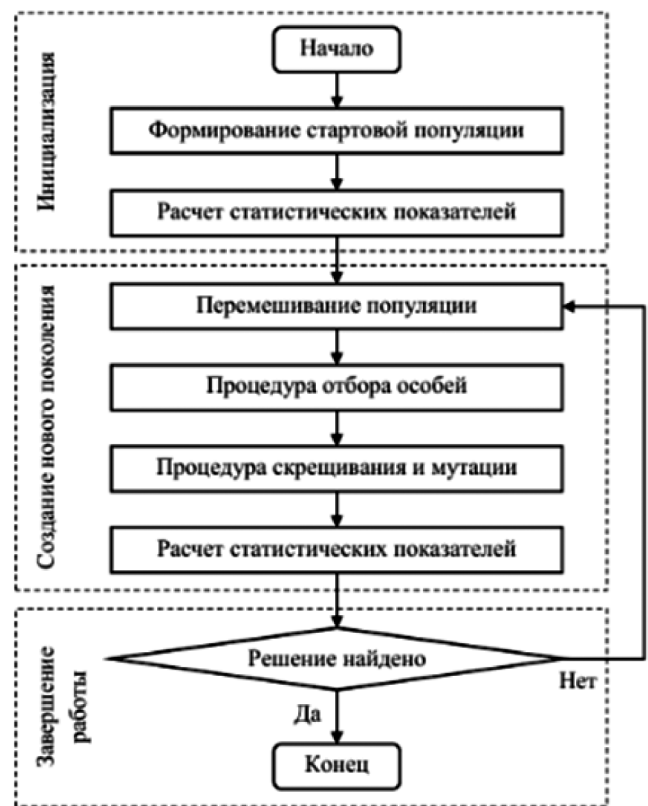 Инициализация
Начало
Формирование стартовой популяции
Расчет статистических показателей
Создание нового поколения
Перемешивание популяции
Процедура отбора особей
Процедура скрещивания и мутации
Расчет статистических показателей
Завершение
работы
Решение найдено
Нет
Да
Конец